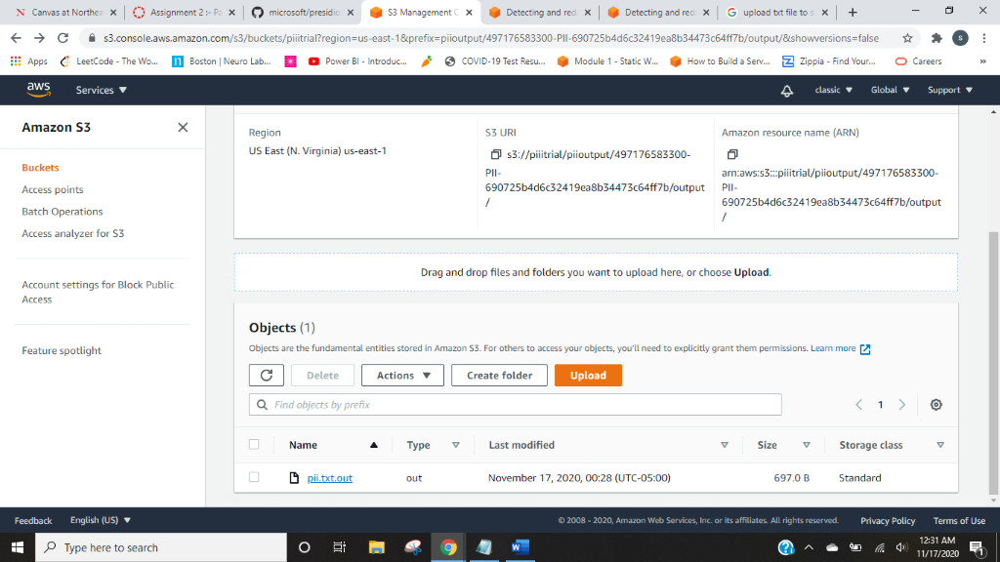 Canvas at Northea
Assignment 2 :- Pa
microsoft/presidio
S3 Management C
Detecting and red
Detecting and red
upload txt file to s
s3.console.aws.amazon.com/s3/buckets/piiitrial?region=us-east-1&prefix=piioutput/497176583300-PII-690725b4d6c32419ea8b34473c64ff7b/output/&showversions=false
S
Apps
LeetCode - The Wo...
Boston | Neuro Lab...
Power BI - Introduc...
COVID-19 Test Resu...
Module 1 - Static W...
How to Build a Serv...
Zippia - Find Your...
Careers
»
aws
Services
classic
Global
Support
Amazon S3
Buckets
Access points
Batch Operations
Access analyzer for S3
Account settings for Block Public
Access
Feature spotlight
Region
US East (N. Virginia) us-east-1
S3 URI
s3://piiitrial/piioutput/497176583300-
PII-
690725b4d6c32419ea8b34473c64ff7b/output
/
Amazon resource name (ARN)
arn:aws:s3:::piiitrial/piioutput/497176583300-
PII-
690725b4d6c32419ea8b34473c64ff7b/output
/
Drag and drop files and folders you want to upload here, or choose Upload.
Objects (1)
Objects are the fundamental entities stored in Amazon S3. For others to access your objects, you'll need to explicitly grant them permissions. Learn more
Delete
Actions
Create folder
Upload
Find objects by prefix
1
Name
Type
Last modified
Size
Storage class
pii.txt.out
out
November 17, 2020, 00:28 (UTC-05:00)
697.0 B
Standard
Feedback
English (US)
© 2008 - 2020, Amazon Web Services, Inc. or its affiliates. All rights reserved.
Privacy Policy
Terms of Use
Type here to search
12:31 AM
11/17/2020
1